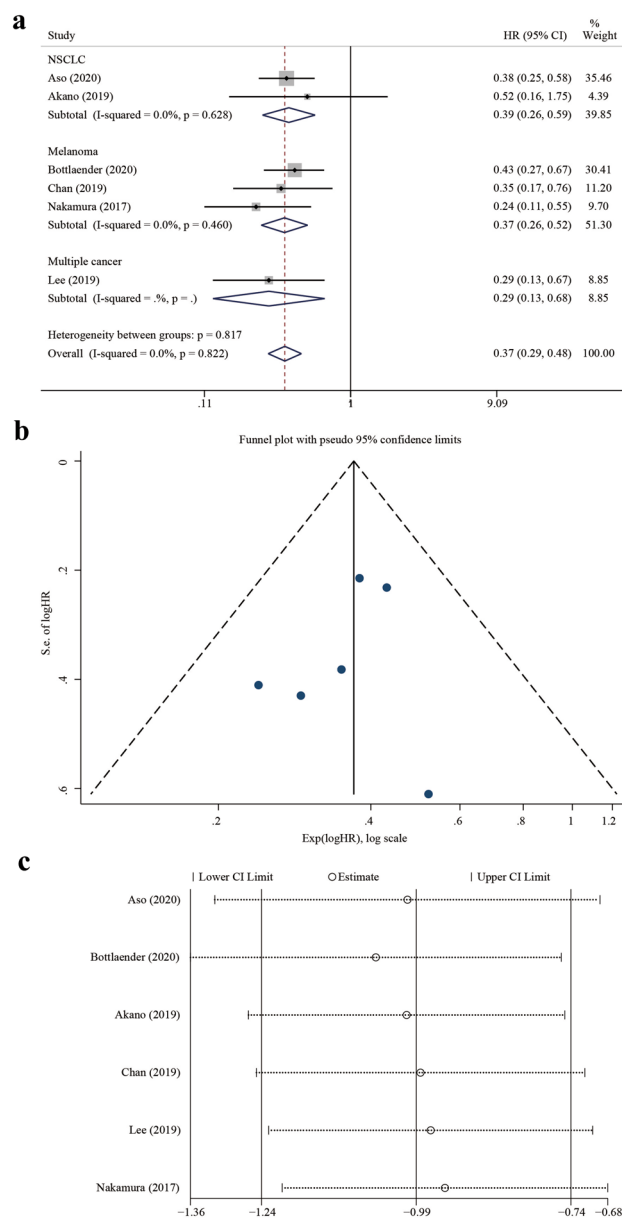 a
%
Study HR (95% CI) Weight
NSCLC
Aso (2020) 0.38 (0.25, 0.58) 35.46
Akano (2019) 0.52 (0.16, 1.75) 4.39
Subtotal (I-squared = 0.0%, p = 0.628) 0.39 (0.26, 0.59) 39.85
Melanoma
Bottlaender (2020) 0.43 (0.27, 0.67) 30.41
Chan (2019) 0.35 (0.17, 0.76) 11.20
Nakamura (2017) 0.24 (0.11, 0.55) 9.70
Subtotal (I-squared = 0.0%, p = 0.460) 0.37 (0.26, 0.52) 51.30
Multiple cancer
Lee (2019) 0.29 (0.13, 0.67) 8.85
Subtotal (I-squared = .%, p = .) 0.29 (0.13, 0.68) 8.85
Heterogeneity between groups: p = 0.817
Overall (I-squared = 0.0%, p = 0.822) 0.37 (0.29, 0.48) 100.00
.11 1 9.09
b
Funnel plot with pseudo 95% confidence limits
0
.2
S.e. of logHR
.4
.6
.2 .4 .6 .8 1 1.2
Exp(logHR), log scale
c
Lower CI Limit Estimate Upper CI Limit
Aso (2020)
Bottlaender (2020)
Akano (2019)
Chan (2019)
Lee (2019)
Nakamura (2017)
−1.36 −1.24 −0.99 −0.74 −0.68